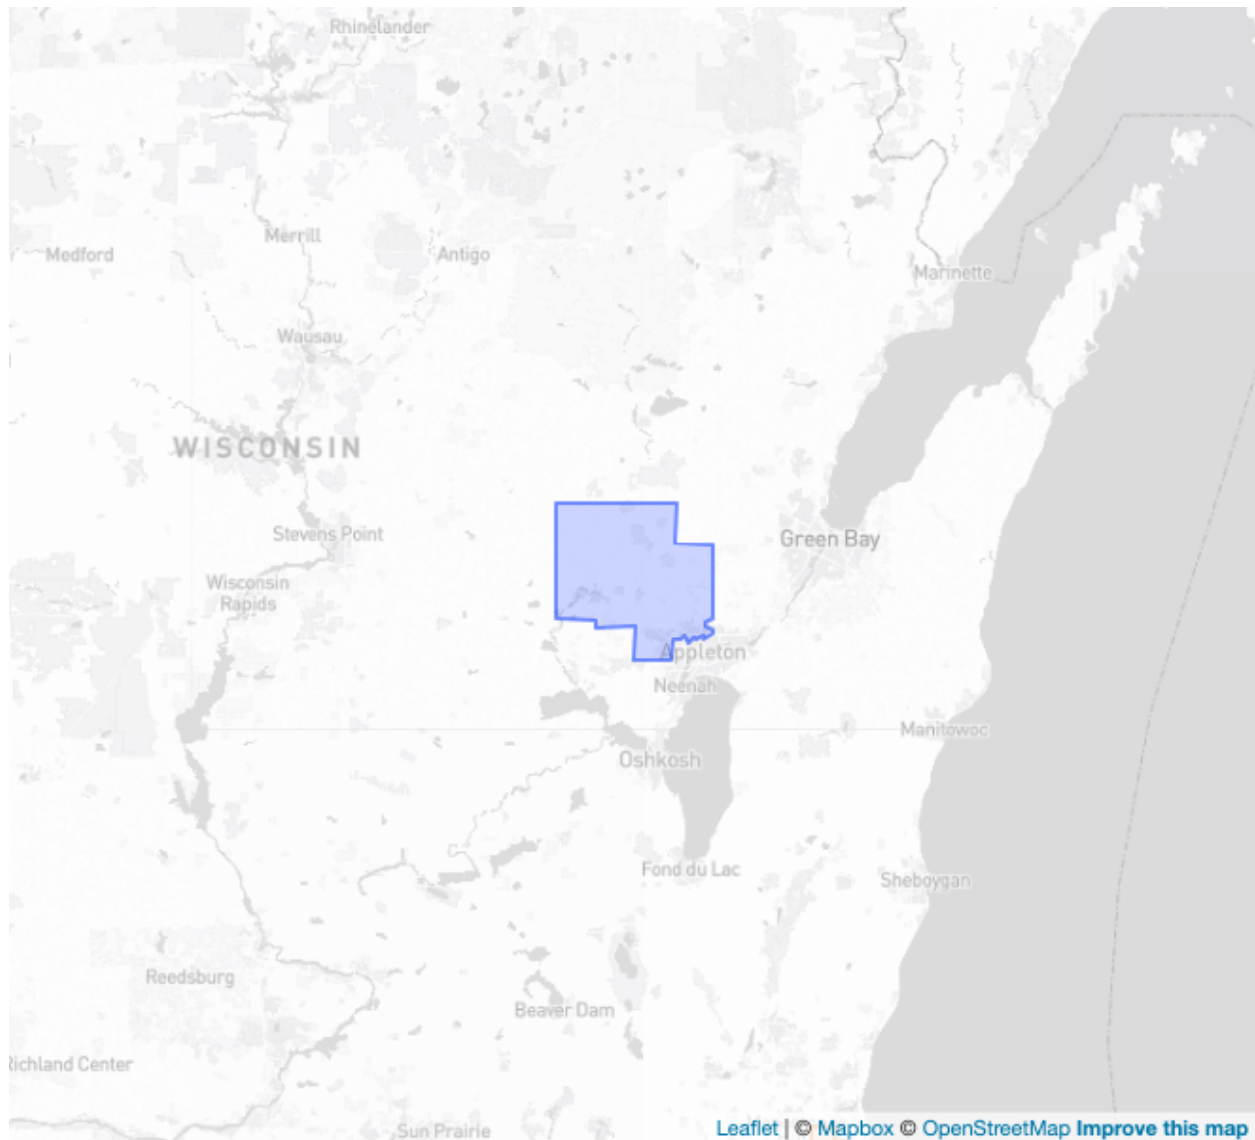 Rhinelander
Merrill
Medford
Antigo
Marinette
Wausau
WISCONSIN
Stevens Point
Green Bay
Wisconsin
Rapids
Appleton
Neenah
Manitowoc
Oshkosh
Fond du Lac
Sheboygan
Reedsburg
Beaver Dam
Richland Center
Sun Prairie
Leaflet | © Mapbox © OpenStreetMap Improve this map